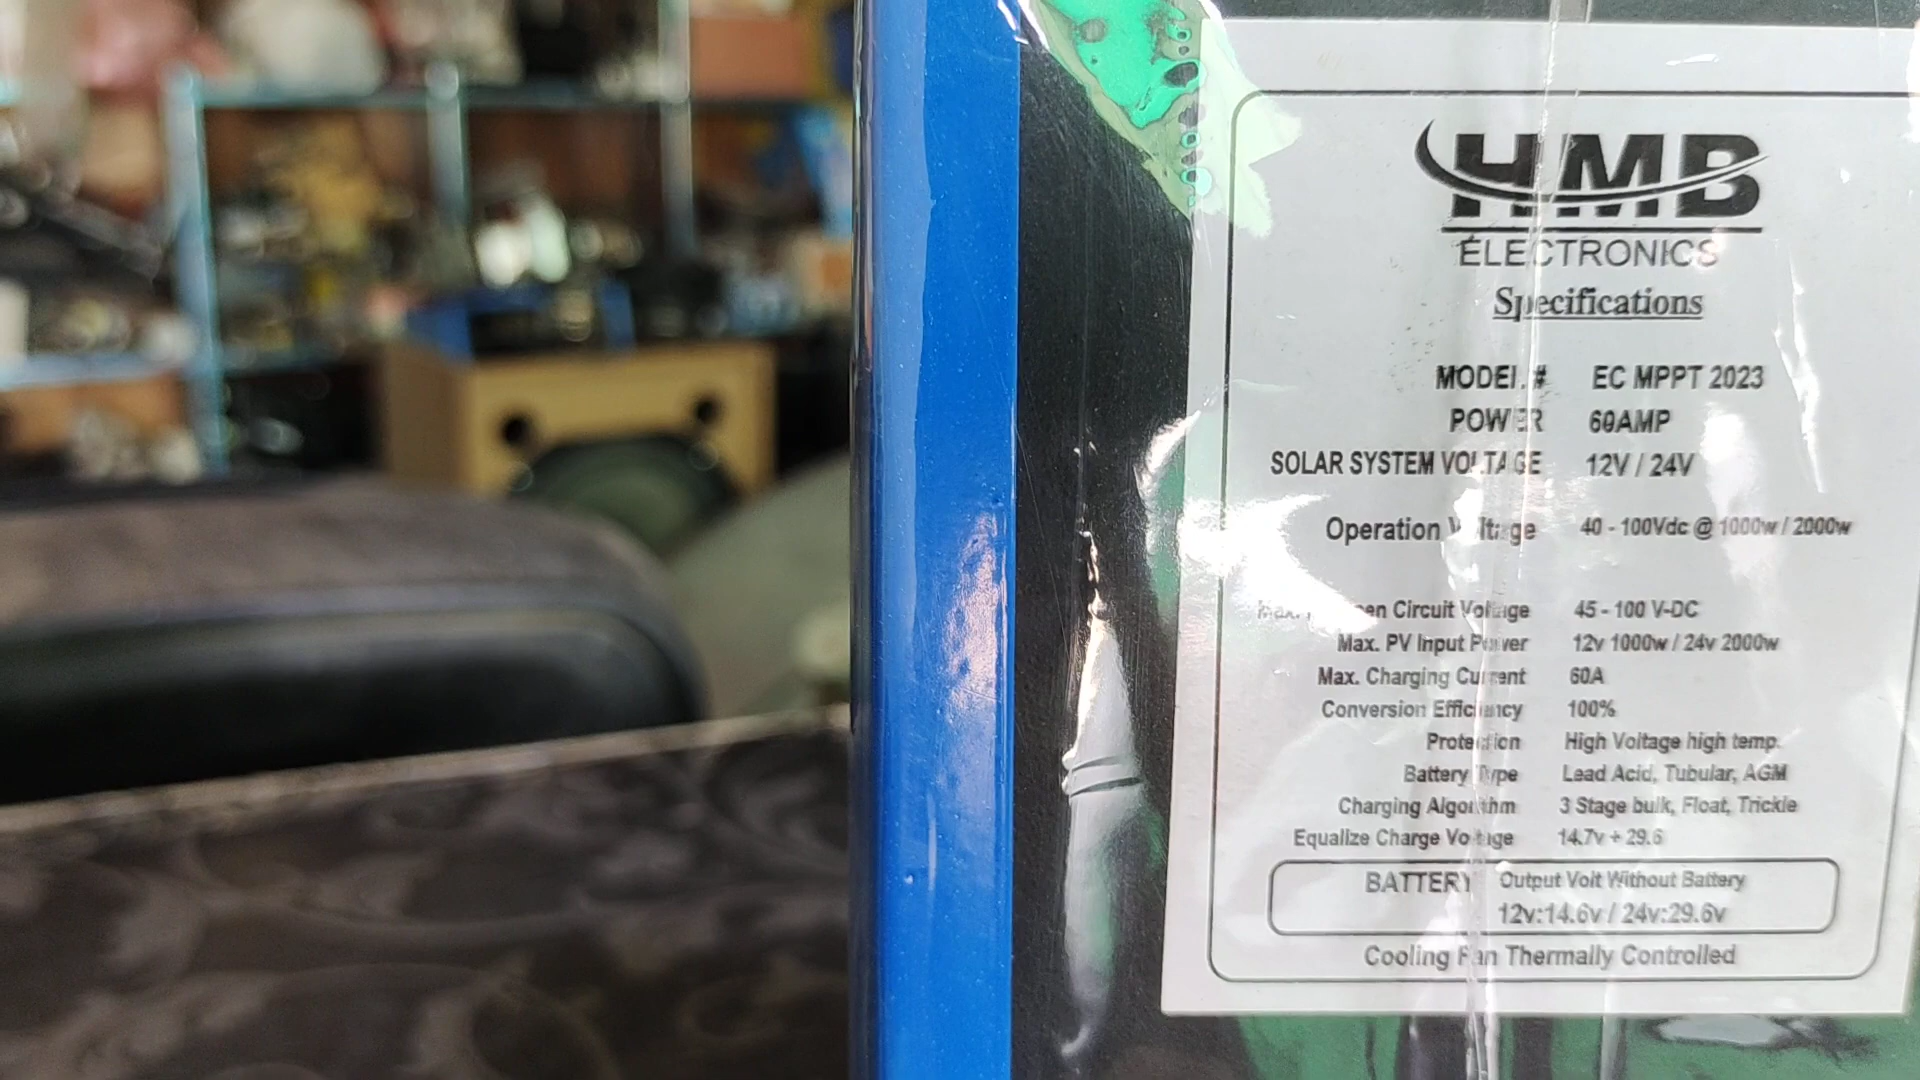 HMB
ELECTRONICS
Specifications
MODEL # EC MPPT 2023
POWER 60AMP
SOLAR SYSTEM VOLTAGE 12V / 24V
Operation Voltage 40 - 100Vdc @ 1000w / 2000w
Circuit Voltage 45 - 100 V-DC
Max. PV Input Power 12v 1000w / 24v 2000w
Max. Charging Current 60A
Conversion Efficiency 100%
Protection High Voltage high temp.
Battery Type Lead Acid, Tubular, AGM
Charging Algorithm 3 Stage bulk, Float, Trickle
Equalize Charge Voltage 14.7v + 29.6
BATTERY Output Volt Without Battery
12v:14.6v / 24v:29.6v
Cooling Fan Thermally Controlled